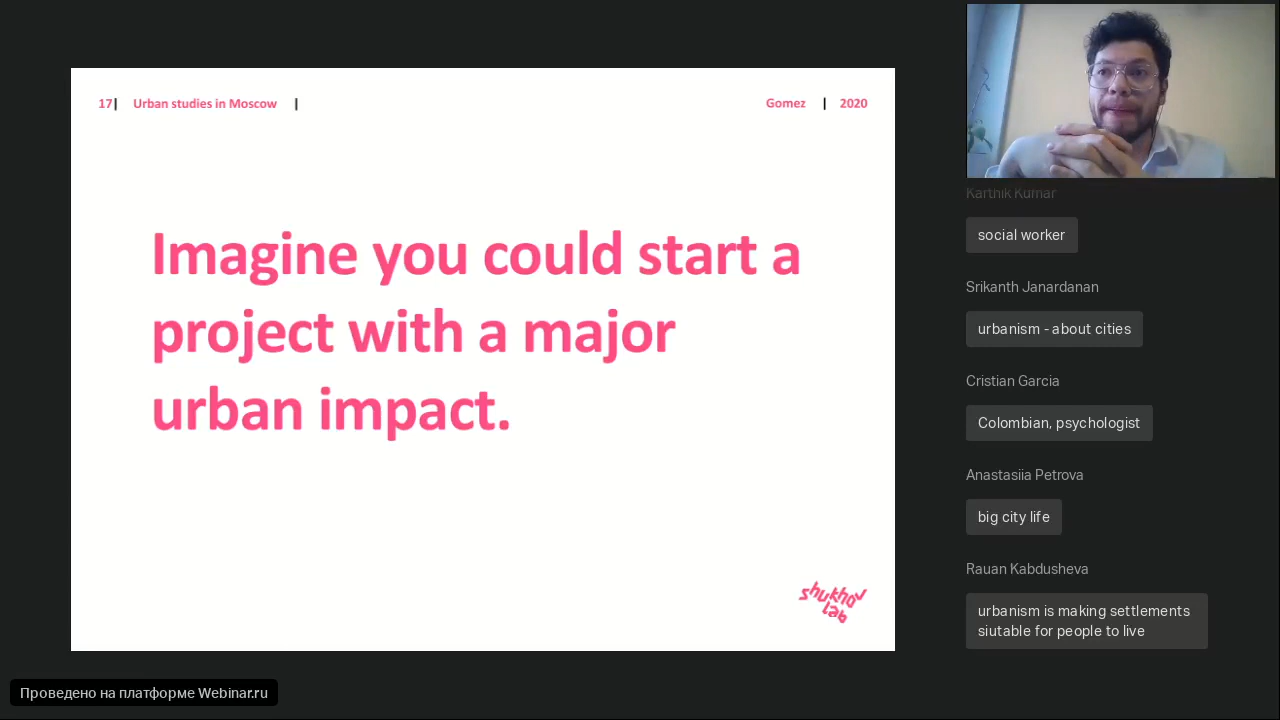 17| Urban studies in Moscow |
Gomez | 2020
Imagine you could start a
project with a major
urban impact.
shukhov
lab
Karthik Kumar
social worker
Srikanth Janardanan
urbanism - about cities
Cristian Garcia
Colombian, psychologist
Anastasiia Petrova
big city life
Rauan Kabdusheva
urbanism is making settlements
siutable for people to live
Проведено на платформе Webinar.ru